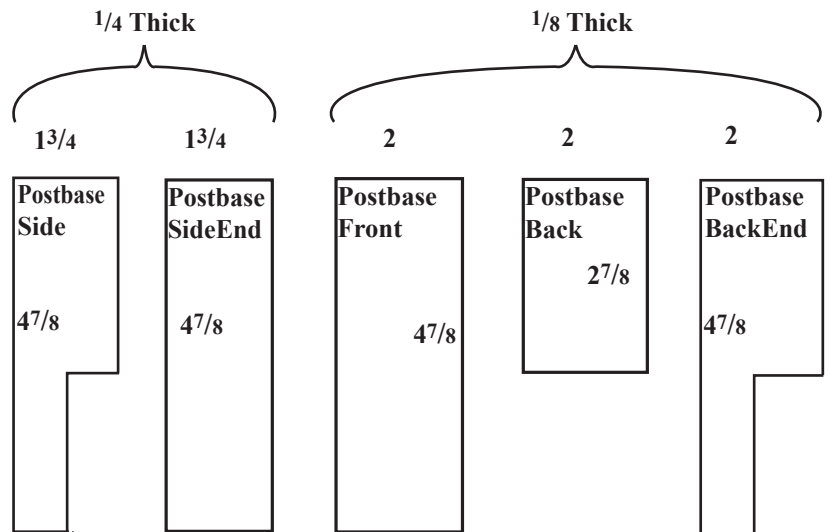 1/4 Thick
1/8 Thick
13/4
13/4
2
2
2
Postbase
Side
Postbase
SideEnd
Postbase
Front
Postbase
Back
Postbase
BackEnd
27/8
47/8
47/8
47/8
47/8